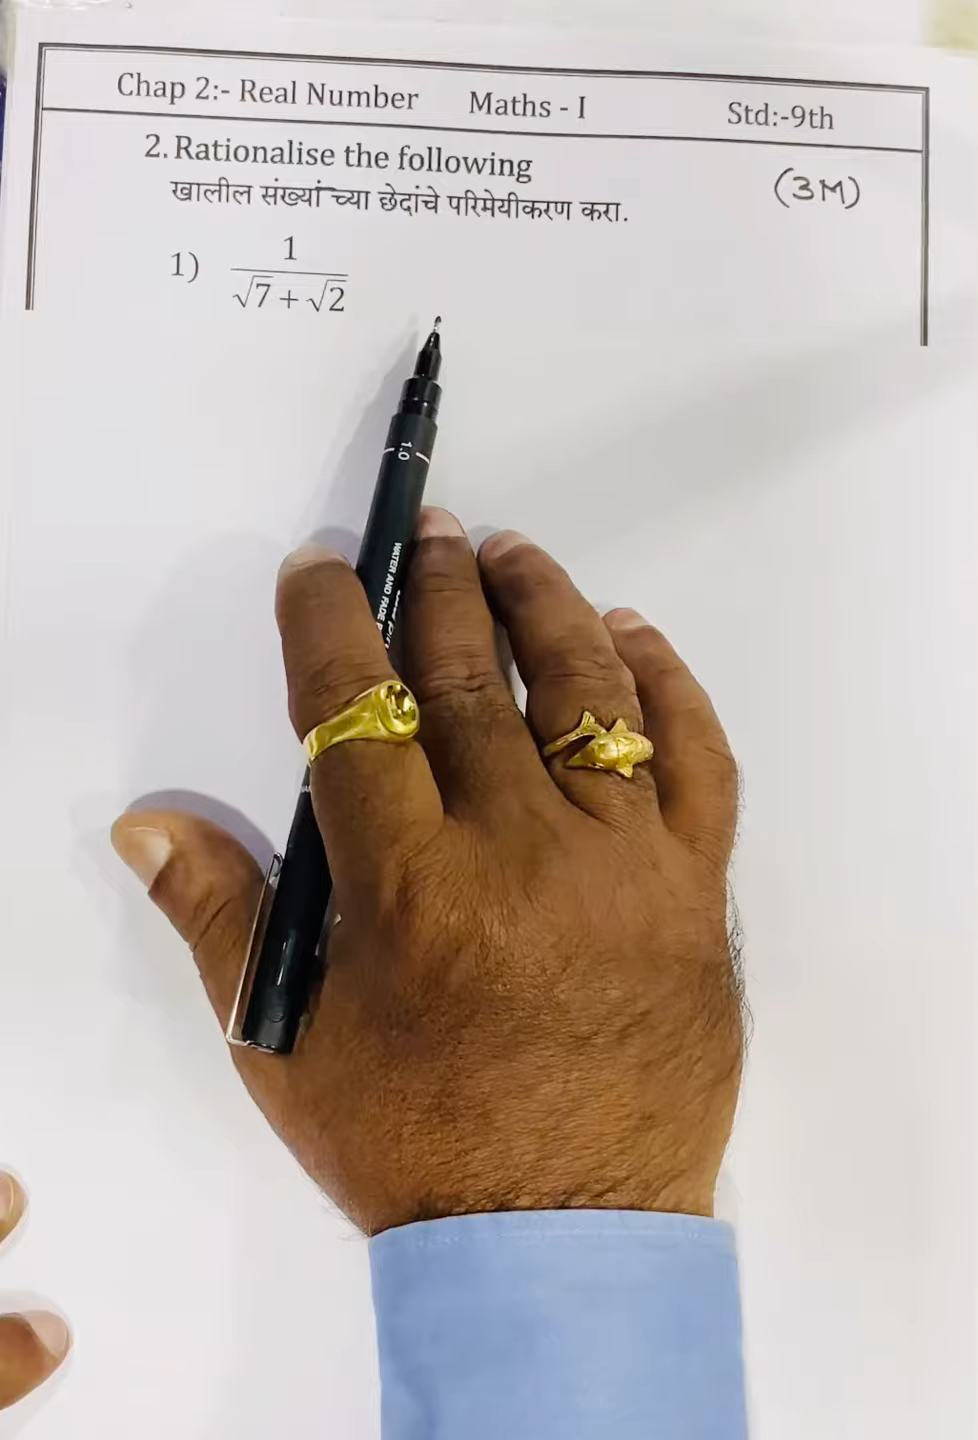 Chap 2:- Real Number Maths - I Std:-9th
2. Rationalise the following (3M)
खालील संख्यांच्या छेदांचे परिमेयीकरण करा.
1) 1
√7 + √2
1.0
WATER AND FADE